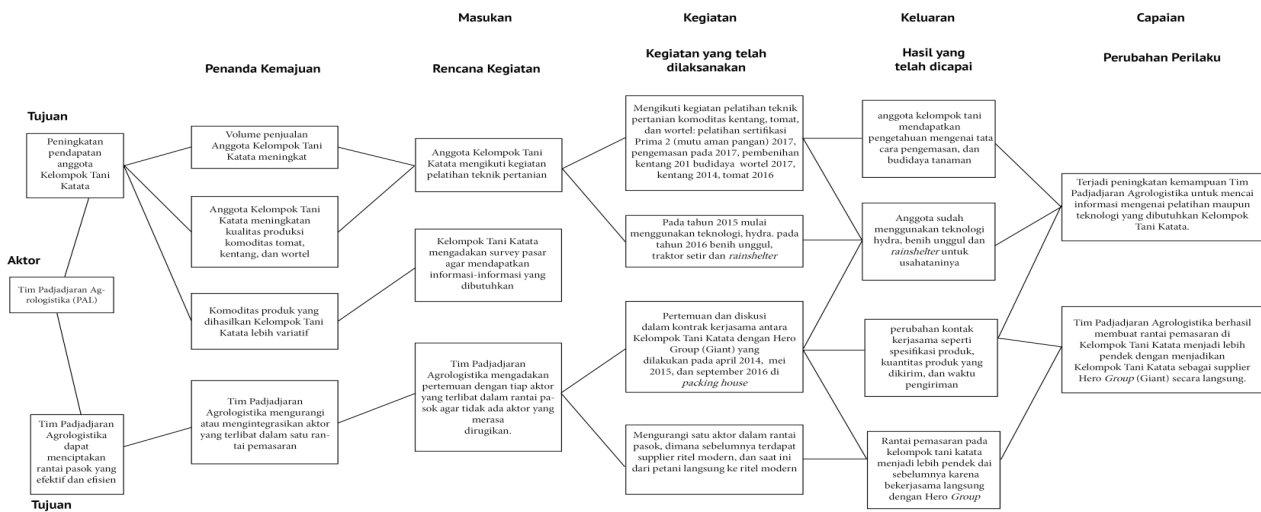 Masukan
Kegiatan
Keluaran
Capaian
Penanda Kemajuan
Rencana Kegiatan
Kegiatan yang telah
dilaksanakan
Hasil yang
telah dicapai
Perubahan Perilaku
Tujuan
Peningkatan
pendapatan
anggota
Kelompok Tani
Katata
Aktor
Tim Padjadjaran Ag-
rologistika (PAL)
Tim Padjadjaran
Agrologistika
dapat
menciptakan
rantai pasok yang
efektif dan efisien
Tujuan
Volume penjualan
Anggota Kelompok Tani
Katata meningkat
Anggota Kelompok Tani
Katata meningkatan
kualitas produksi
komoditas tomat,
kentang, dan wortel
Komoditas produk yang
dihasilkan Kelompok Tani
Katata lebih variatif
Tim Padjadjaran
Agrologistika mengurangi
atau mengintegrasikan aktor
yang terlibat dalam satu ran-
tai pemasaran
Anggota Kelompok Tani
Katata mengikuti kegiatan
pelatihan teknik pertanian
Kelompok Tani Katata
mengadakan survey pasar
agar mendapatkan
informasi-informasi yang
dibutuhkan
Tim Padjadjaran
Agrologistika mengadakan
pertemuan dengan tiap aktor
yang terlibat dalam rantai pa-
sok agar tidak ada aktor yang
merasa
dirugikan.
Mengikuti kegiatan pelatihan teknik
pertanian komoditas kentang, tomat,
dan wortel: pelatihan sertifikasi
Prima 2 (mutu aman pangan) 2017,
pengemasan pada 2017, pembenihan
kentang 201 budidaya wortel 2017,
kentang 2014, tomat 2016
Pada tahun 2015 mulai
menggunakan teknologi, hydra. pada
tahun 2016 benih unggul,
traktor setir dan rainshelter
Pertemuan dan diskusi
dalam kontrak kerjasama antara
Kelompok Tani Katata dengan Hero
Group (Giant) yang
dilakukan pada april 2014, mei
2015, dan september 2016 di
packing house
Mengurangi satu aktor dalam rantai
pasok, dimana sebelumnya terdapat
supplier ritel modern, dan saat ini
dari petani langsung ke ritel modern
anggota kelompok tani
mendapatkan
pengetahuan mengenai tata
cara pengemasan, dan
budidaya tanaman
Anggota sudah
menggunakan teknologi
hydra, benih unggul dan
rainshelter untuk
usahataninya
perubahan kontak
kerjasama seperti
spesifikasi produk,
kuantitas produk yang
dikirim, dan waktu
pengiriman
Rantai pemasaran pada
kelompok tani katata
menjadi lebih pendek dai
sebelumnya karena
bekerjasama langsung
dengan Hero Group
Terjadi peningkatan kemampuan Tim
Padjadjaran Agrologistika untuk mencai
informasi mengenai pelatihan maupun
teknologi yang dibutuhkan Kelompok
Tani Katata.
Tim Padjadjaran Agrologistika berhasil
membuat rantai pemasaran di
Kelompok Tani Katata menjadi lebih
pendek dengan menjadikan
Kelompok Tani Katata sebagai supplier
Hero Group (Giant) secara langsung.